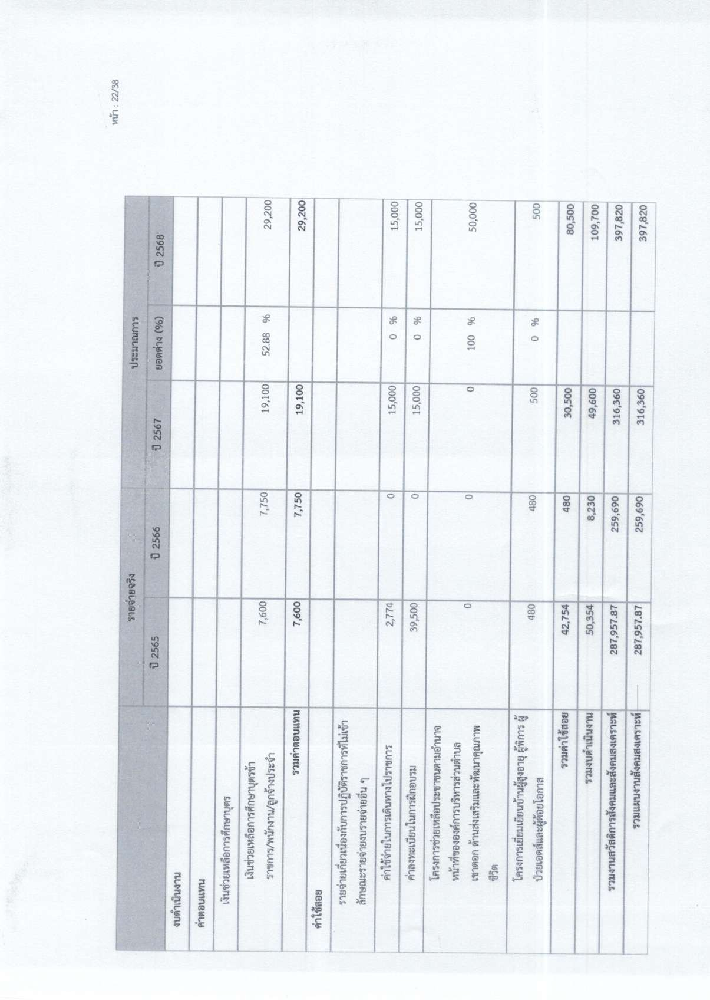 หน้า : 22/38
รายจ่ายจริง ประมาณการ
ปี 2565 ปี 2566 ปี 2567 ยอดต่าง (%) ปี 2568
งบดำเนินงาน
ค่าตอบแทน
เงินช่วยเหลือการศึกษาบุตร
เงินช่วยเหลือการศึกษาบุตรข้า 7,600 7,750 19,100 52.88 % 29,200
ราชการ/พนักงาน/ลูกจ้างประจำ
รวมค่าตอบแทน 7,600 7,750 19,100 29,200
ค่าใช้สอย
รายจ่ายเกี่ยวเนื่องกับการปฏิบัติราชการที่ไม่เข้า
ลักษณะรายจ่ายงบรายจ่ายอื่น ๆ
ค่าใช้จ่ายในการเดินทางไปราชการ 2,774 0 15,000 0 % 15,000
ค่าลงทะเบียนในการฝึกอบรม 39,500 0 15,000 0 % 15,000
โครงการช่วยเหลือประชาชนตามอำนาจ
หน้าที่ขององค์การบริหารส่วนตำบล
เขาตอก ด้านส่งเสริมและพัฒนาคุณภาพ 0 0 0 100 % 50,000
ชีวิต
โครงการเยี่ยมเยียนบ้านผู้สูงอายุ ผู้พิการ ผู้
ป่วยเอดส์และผู้ด้อยโอกาส 480 480 500 0 % 500
รวมค่าใช้สอย 42,754 480 30,500 80,500
รวมงบดำเนินงาน 50,354 8,230 49,600 109,700
รวมงานสวัสดิการสังคมและสังคมสงเคราะห์ 287,957.87 259,690 316,360 397,820
รวมแผนงานสังคมสงเคราะห์ 287,957.87 259,690 316,360 397,820